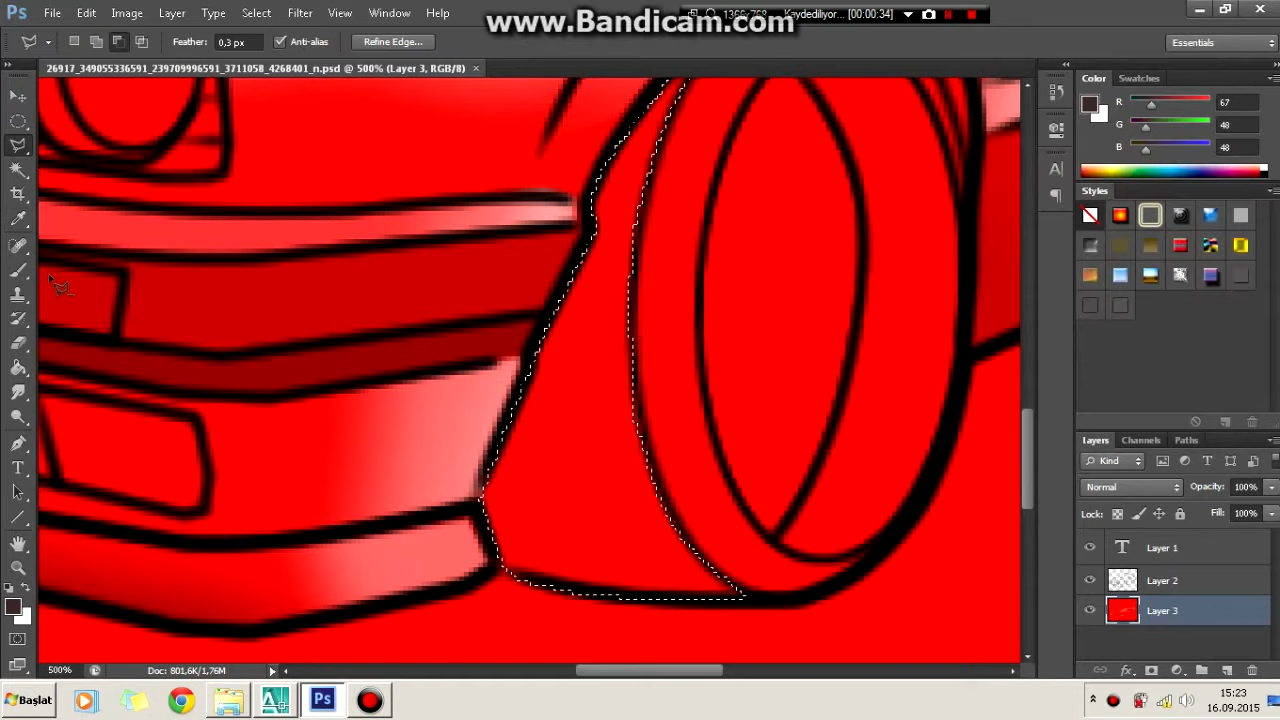 Ps File Edit Image Layer Type Select Filter View Window Help
www.Bandicam.com
1366x768 Kaydediliyor... [00:00:34]
Feather: 0,3 px Anti-alias Refine Edge... Essentials
26917_349055336591_239709996591_3711058_4268401_n.psd @ 500% (Layer 3, RGB/8) ×
Color Swatches
R 67
G 48
B 48
Styles
Layers Channels Paths
Kind
Normal Opacity: 100%
Lock: Fill: 100%
T Layer 1
Layer 2
Layer 3
500% Doc: 801,6K/1,76M
Başlat Ps 15:23
16.09.2015